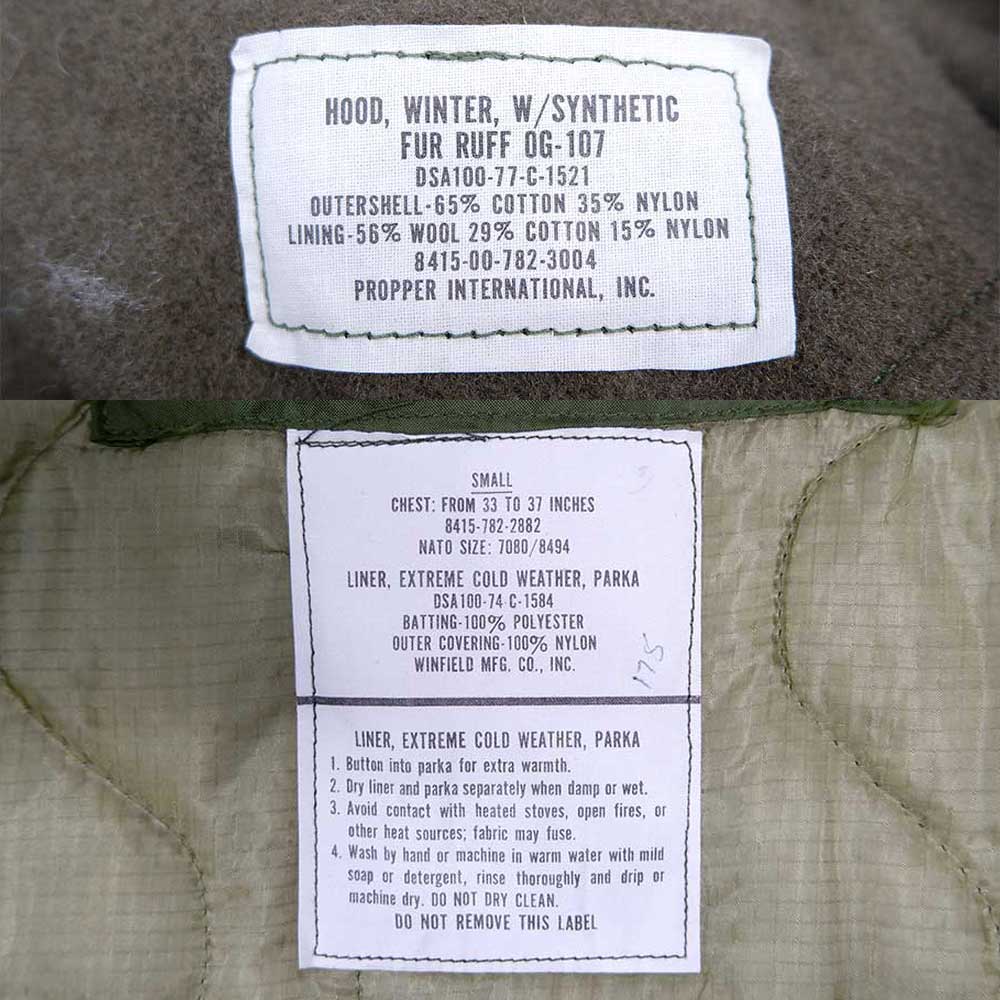 HOOD, WINTER, W/SYNTHETIC
FUR RUFF OG-107
DSA100-77-C-1521
OUTERSHELL-65% COTTON 35% NYLON
LINING-56% WOOL 29% COTTON 15% NYLON
8415-00-782-3004
PROPPER INTERNATIONAL, INC.
SMALL
CHEST: FROM 33 TO 37 INCHES
8415-782-2882
NATO SIZE: 7080/8494
LINER, EXTREME COLD WEATHER, PARKA
DSA100-74-C-1584
BATTING-100% POLYESTER
OUTER COVERING-100% NYLON
WINFIELD MFG. CO., INC.
175
LINER, EXTREME COLD WEATHER, PARKA
1. Button into parka for extra warmth.
2. Dry liner and parka separately when damp or wet.
3. Avoid contact with heated stoves, open fires, or
other heat sources; fabric may fuse.
4. Wash by hand or machine in warm water with mild
soap or detergent, rinse thoroughly and drip or
machine dry. DO NOT DRY CLEAN.
DO NOT REMOVE THIS LABEL